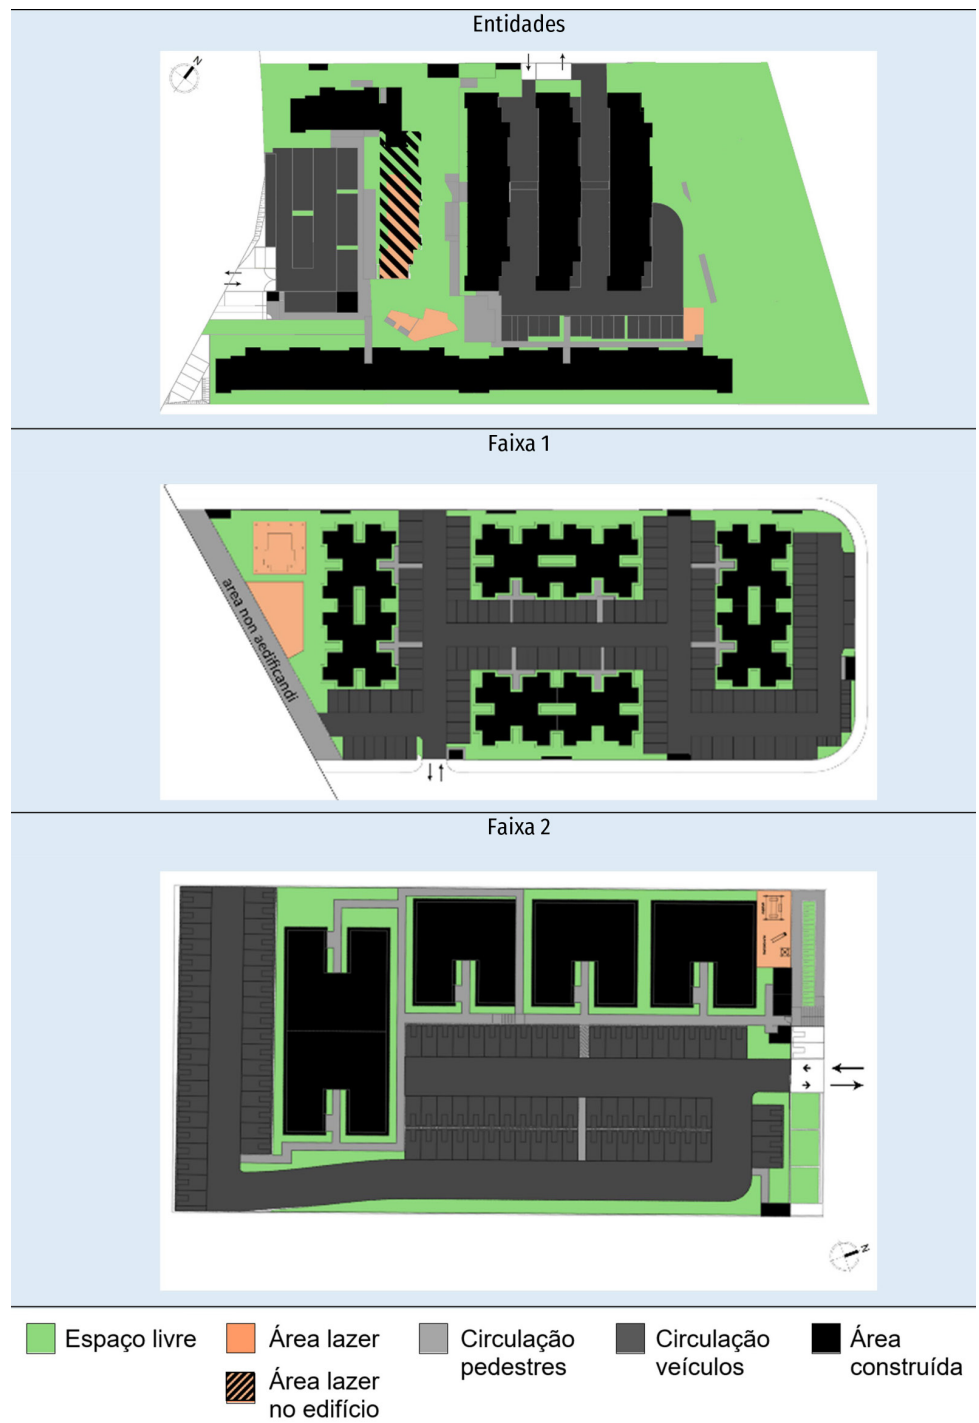 Entidades
N
Faixa 1
area non aedificandi
Faixa 2
N
Espaço livre
Área lazer
Área lazer
no edifício
Circulação
pedestres
Circulação
veículos
Área
construída